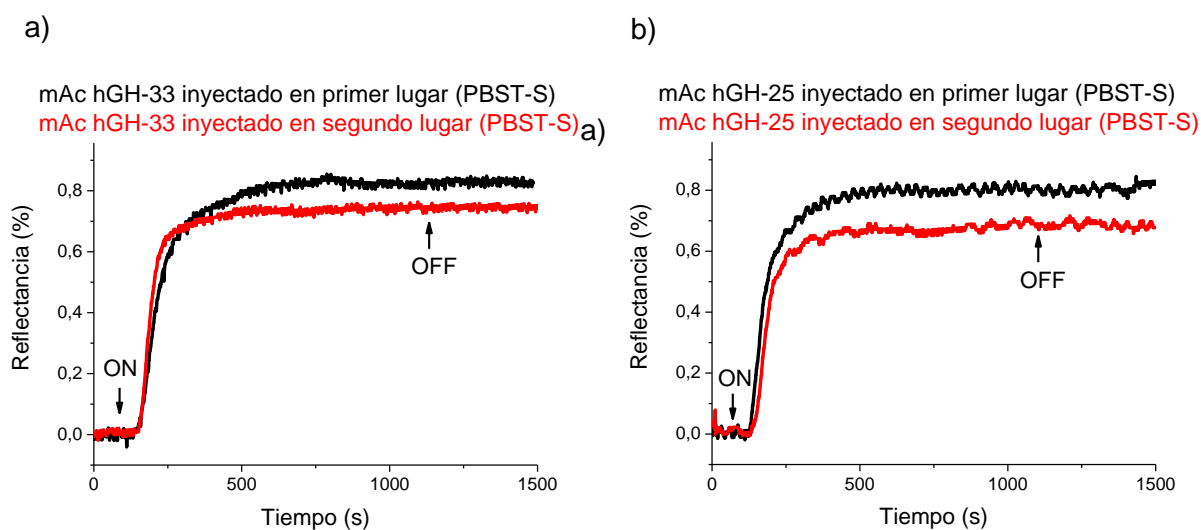 a)
mAc hGH-33 inyectado en primer lugar (PBST-S)
mAc hGH-33 inyectado en segundo lugar (PBST-S)
Reflectancia (%)
0,8
0,6
0,4
0,2
0,0
ON
OFF
0 500 1000 1500
Tiempo (s)
b)
mAc hGH-25 inyectado en primer lugar (PBST-S)
a)
mAc hGH-25 inyectado en segundo lugar (PBST-S)
Reflectancia (%)
0,8
0,6
0,4
0,2
0,0
ON
OFF
0 500 1000 1500
Tiempo (s)